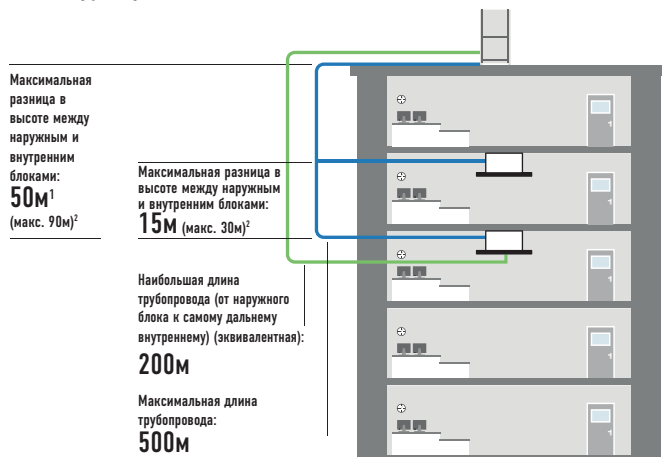 Максимальная
разница в
высоте между
наружным и
внутренним
блоками:
50м¹
(макс. 90м)²
Максимальная разница в
высоте между наружным
и внутренним блоками:
15м (макс. 30м)²
Наибольшая длина
трубопровода (от наружного
блока к самому дальнему
внутреннему) (эквивалентная):
200м
Максимальная длина
трубопровода:
500м